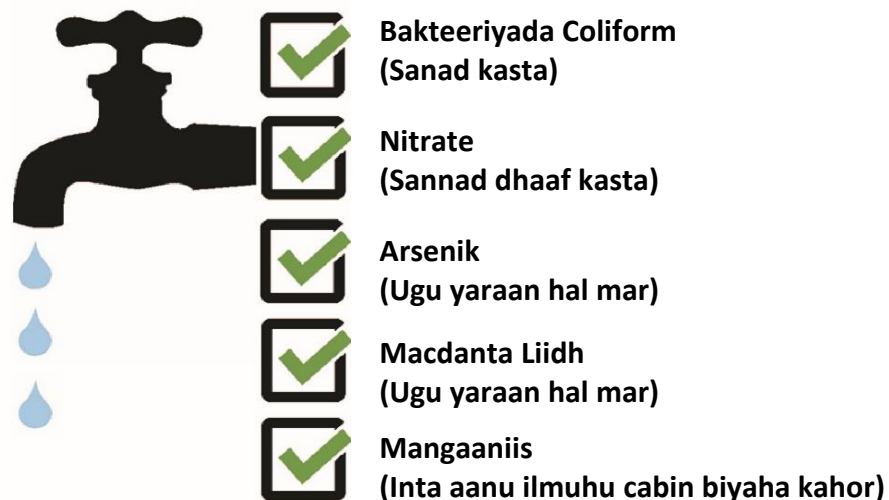 Bakteeriyada Coliform
(Sanad kasta)
Nitrate
(Sannad dhaaf kasta)
Arsenik
(Ugu yaraan hal mar)
Macdanta Liidh
(Ugu yaraan hal mar)
Mangaaniis
(Inta aanu ilmuhu cabin biyaha kahor)